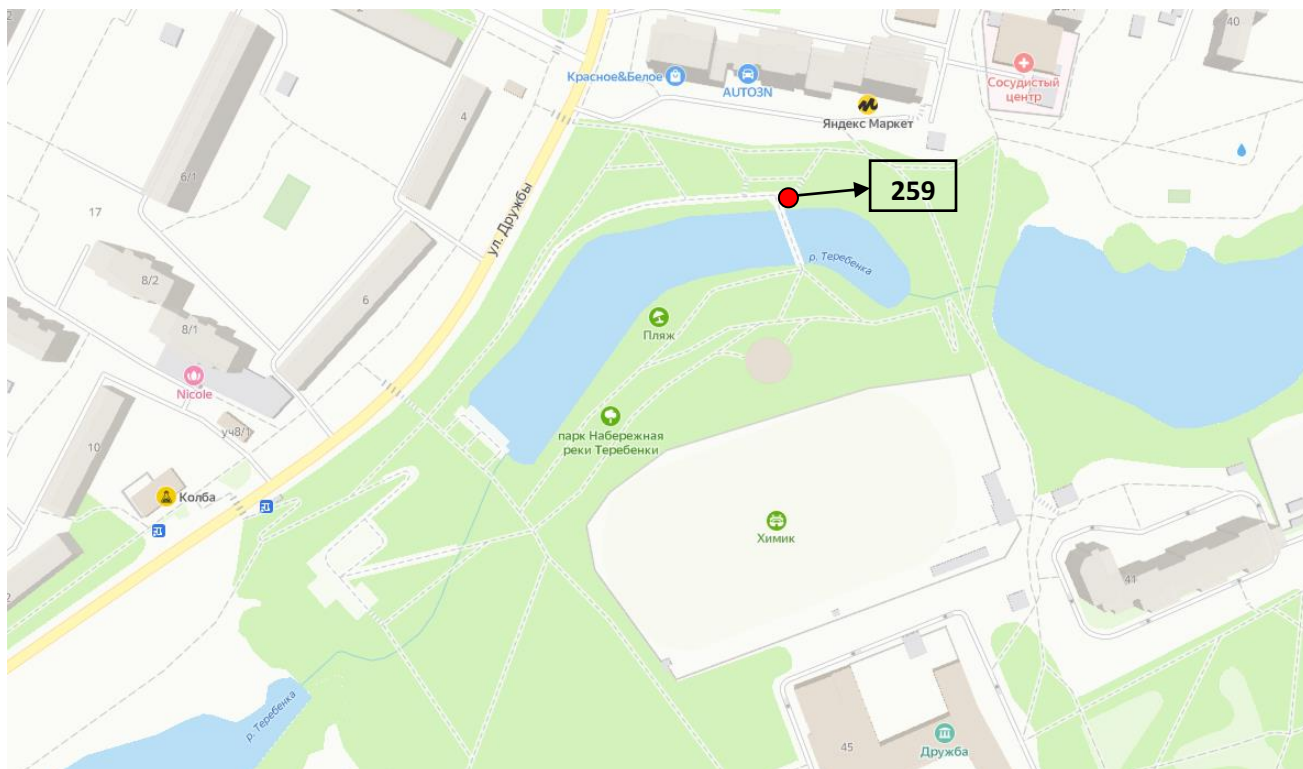 40
Красное&Белое
AUTO3N
Сосудистый
центр
Яндекс Маркет
4
6/1
259
17
ул. Дружбы
р. Теребенка
8/2
6
8/1
Пляж
Nicole
уч8/1
парк Набережная
реки Теребенки
10
Колба
Химик
41
р. Теребенка
45
Дружба